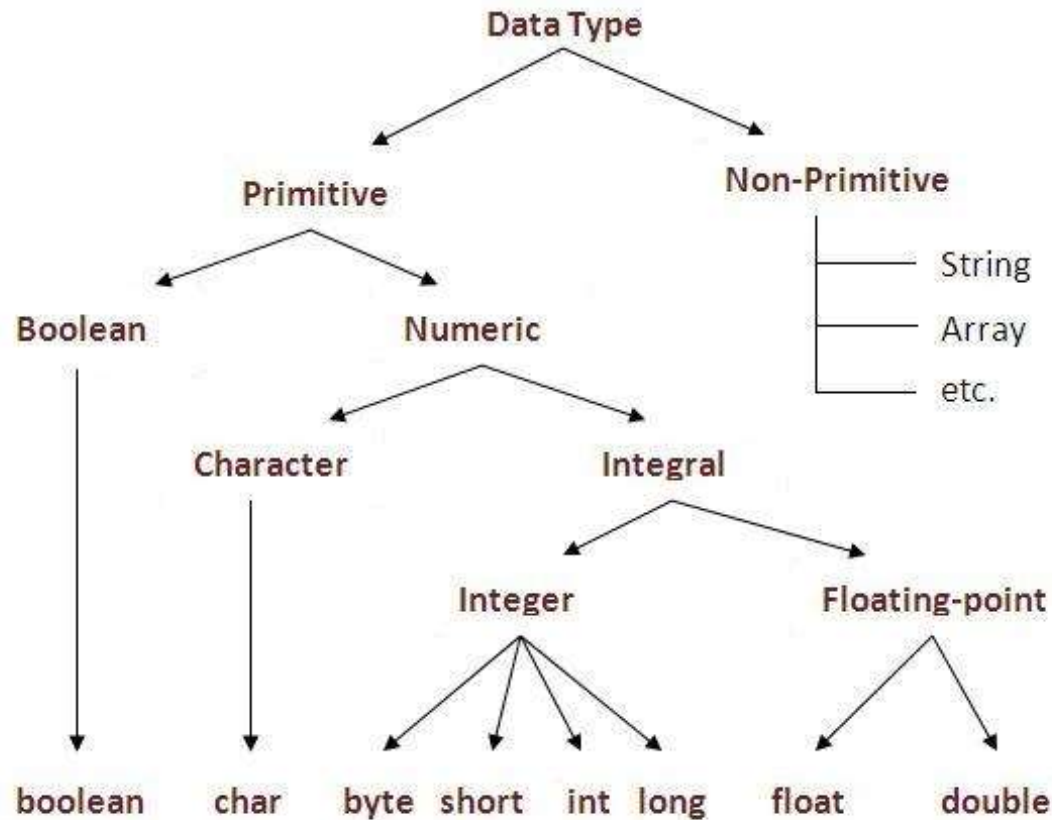 Data Type
Primitive
Non-Primitive
String
Array
etc.
Boolean
Numeric
Character
Integral
Integer
Floating-point
boolean char byte short int long float double